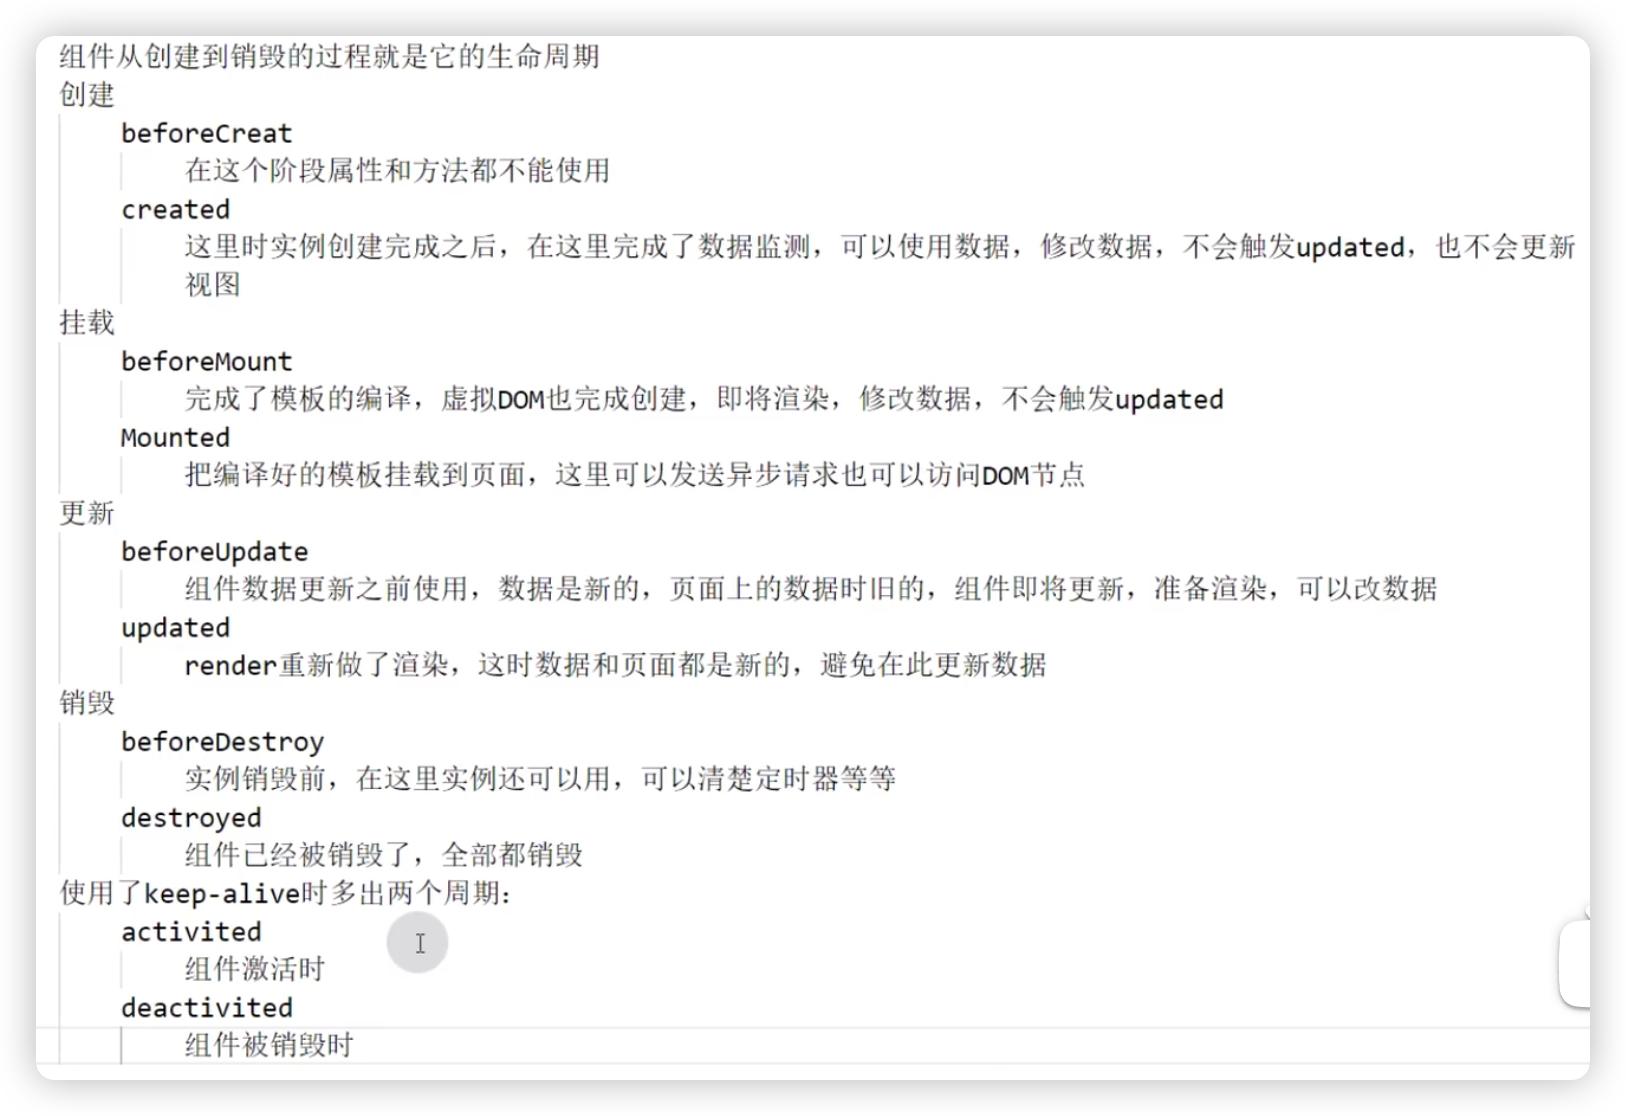 组件从创建到销毁的过程就是它的生命周期
创建
beforeCreat
在这个阶段属性和方法都不能使用
created
这里时实例创建完成之后，在这里完成了数据监测，可以使用数据，修改数据，不会触发updated，也不会更新
视图
挂载
beforeMount
完成了模板的编译，虚拟DOM也完成创建，即将渲染，修改数据，不会触发updated
Mounted
把编译好的模板挂载到页面，这里可以发送异步请求也可以访问DOM节点
更新
beforeUpdate
组件数据更新之前使用，数据是新的，页面上的数据时旧的，组件即将更新，准备渲染，可以改数据
updated
render重新做了渲染，这时数据和页面都是新的，避免在此更新数据
销毁
beforeDestroy
实例销毁前，在这里实例还可以用，可以清楚定时器等等
destroyed
组件已经被销毁了，全部都销毁
使用了keep-alive时多出两个周期：
activited
组件激活时
deactivited
组件被销毁时